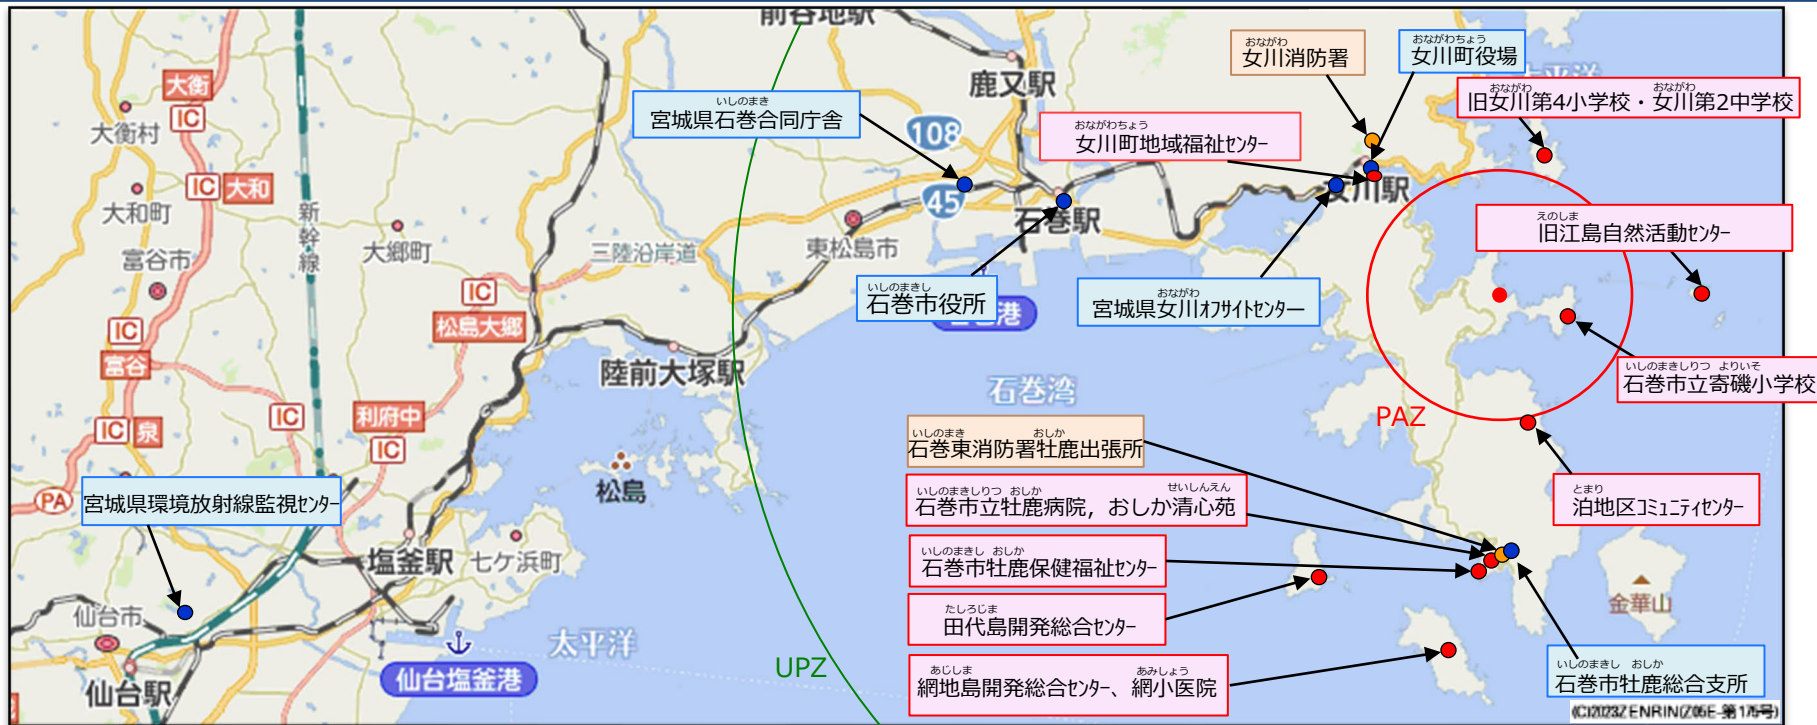 前谷地駅
おながわ
女川消防署
おながわちょう
女川町役場
太平洋
おながわ おながわ
旧女川第4小学校・女川第2中学校
大衡
IC
大衡村
鹿又駅
いしのまき
宮城県石巻合同庁舎
108
おながわちょう
女川町地域福祉センター
IC 大和
大和町
新幹線
大郷町
富谷市
三陸沿岸道
東松島市
45
石巻駅
女川駅
えのしま
旧江島自然活動センター
いしのまきし
石巻市役所
おながわ
宮城県女川オフサイトセンター
IC
松島大郷
IC
富谷
陸前大塚駅
石巻湾
PAZ
いしのまきしりつ よりいそ
石巻市立寄磯小学校
IC 泉
IC
利府中
IC
いしのまき おしか
石巻東消防署牡鹿出張所
PA
宮城県環境放射線監視センター
松島
いしのまきしりつ おしか せいしんえん
石巻市立牡鹿病院，おしか清心苑
とまり
泊地区コミュニティセンター
塩釜駅
七ケ浜町
いしのまきし おしか
石巻市牡鹿保健福祉センター
仙台市
たしろじま
田代島開発総合センター
金華山
太平洋
仙台塩釜港
仙台駅
UPZ
あじしま あみしょう
網地島開発総合センター、網小医院
いしのまきし おしか
石巻市牡鹿総合支所
(C)2023ZENRIN(Z05E-第175号)